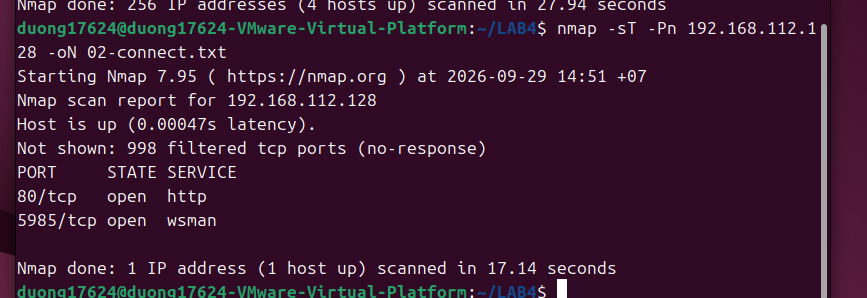 Nmap done: 256 IP addresses (4 hosts up) scanned in 27.94 seconds
duong17624@duong17624-VMware-Virtual-Platform:~/LAB4$ nmap -sT -Pn 192.168.112.1
28 -oN 02-connect.txt
Starting Nmap 7.95 ( https://nmap.org ) at 2026-09-29 14:51 +07
Nmap scan report for 192.168.112.128
Host is up (0.00047s latency).
Not shown: 998 filtered tcp ports (no-response)
PORT     STATE SERVICE
80/tcp   open  http
5985/tcp open  wsman
Nmap done: 1 IP address (1 host up) scanned in 17.14 seconds
duong17624@duong17624-VMware-Virtual-Platform:~/LAB4$